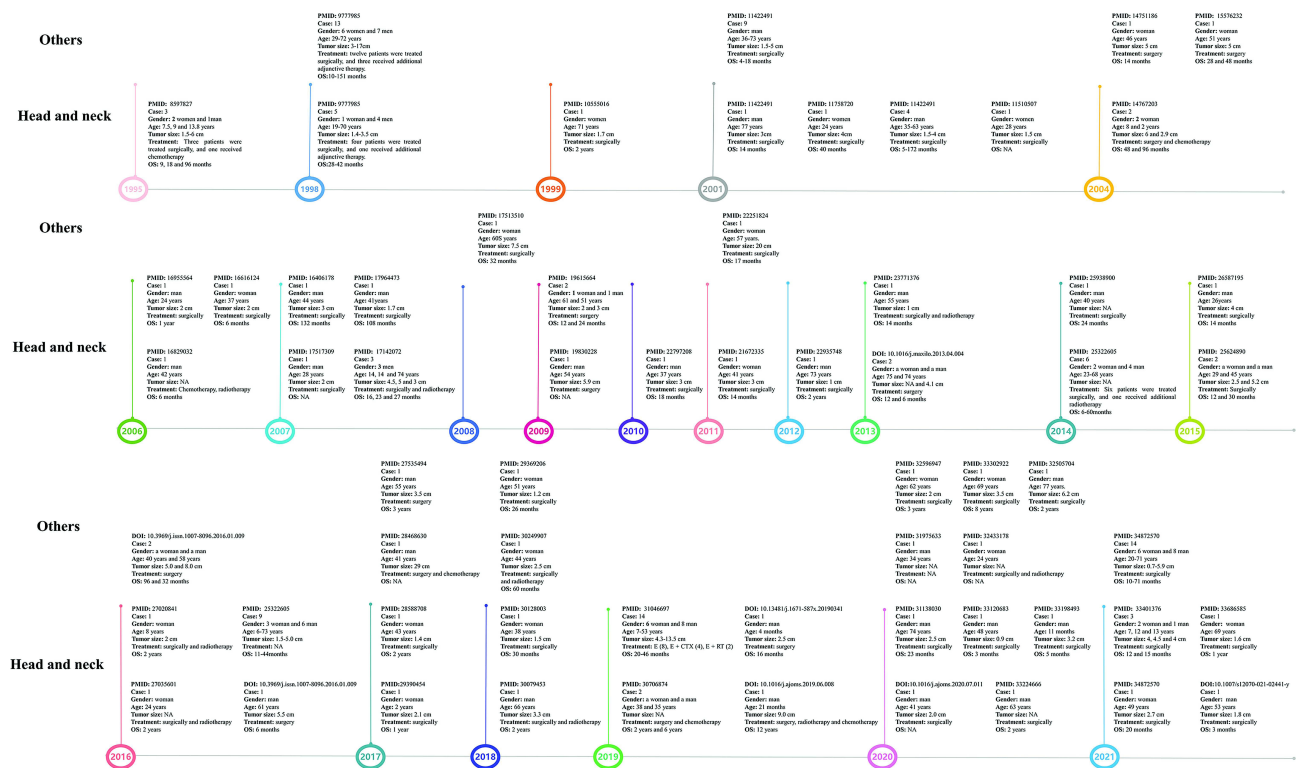 Others
PMID: 9777985
Case: 13
Gender: 6 women and 7 men
Age: 29-72 years
Tumor size: 3-17cm
Treatment: twelve patients were treated
surgically, and three received additional
adjunctive therapy.
OS:10-151 months
PMID: 11422491
Case: 9
Gender: man
Age: 36-73 years
Tumor size: 1.5-5 cm
Treatment: surgically
OS: 4-18 months
PMID: 14751186
Case: 1
Gender: woman
Age: 46 years
Tumor size: 5 cm
Treatment: surgery
OS: 14 months
PMID: 15576232
Case: 1
Gender: woman
Age: 51 years
Tumor size: 5 cm
Treatment: surgically
OS: 28 and 48 months
Head and neck
PMID: 8597827
Case: 3
Gender: 2 women and 1man
Age: 7.5, 9 and 13.8 years
Tumor size: 1.5-6 cm
Treatment: Three patients were
treated surgically, and one received
chemotherapy
OS: 9, 18 and 96 months
PMID: 9777985
Case: 5
Gender: 1 woman and 4 men
Age: 19-70 years
Tumor size: 1.4-3.5 cm
Treatment: four patients were treated
surgically, and one received additional
adjunctive therapy.
OS:28-42 months
PMID: 10555016
Case: 1
Gender: women
Age: 71 years
Tumor size: 1.7 cm
Treatment: surgically
OS: 2 years
PMID: 11422491
Case: 1
Gender: man
Age: 77 years
Tumor size: 3cm
Treatment: surgically
OS: 14 months
PMID: 11758720
Case: 1
Gender: women
Age: 24 years
Tumor size: 4cm
Treatment: surgically
OS: 40 months
PMID: 11422491
Case: 4
Gender: man
Age: 35-63 years
Tumor size: 1.5-4 cm
Treatment: surgically
OS: 5-172 months
PMID: 11510507
Case: 1
Gender: women
Age: 28 years
Tumor size: 1.5 cm
Treatment: surgically
OS: NA
PMID: 14767203
Case: 2
Gender: 2 woman
Age: 8 and 2 years
Tumor size: 6 and 2.9 cm
Treatment: surgery and chemotherapy
OS: 48 and 96 months
1995
1998
1999
2001
2004
Others
PMID: 17513510
Case: 1
Gender: woman
Age: 60S years
Tumor size: 7.5 cm
Treatment: surgically
OS: 32 months
PMID: 22251824
Case: 1
Gender: woman
Age: 57 years.
Tumor size: 20 cm
Treatment: surgically
OS: 17 months
Head and neck
PMID: 16955564
Case: 1
Gender: man
Age: 24 years
Tumor size: 2 cm
Treatment: surgically
OS: 1 year
PMID: 16616124
Case: 1
Gender: woman
Age: 37 years
Tumor size: 2 cm
Treatment: surgically
OS: 6 months
PMID: 16406178
Case: 1
Gender: man
Age: 44 years
Tumor size: 3 cm
Treatment: surgically
OS: 132 months
PMID: 17964473
Case: 1
Gender: man
Age: 41years
Tumor size: 1.7 cm
Treatment: surgically
OS: 108 months
PMID: 19615664
Case: 2
Gender: 1 woman and 1 man
Age: 61 and 51 years
Tumor size: 2 and 3 cm
Treatment: surgery
OS: 12 and 24 months
PMID: 23771376
Case: 1
Gender: man
Age: 55 years
Tumor size: 1 cm
Treatment: surgically and radiotherapy
OS: 14 months
PMID: 25938900
Case: 1
Gender: man
Age: 40 years
Tumor size: NA
Treatment: surgically
OS: 24 months
PMID: 26587195
Case: 1
Gender: man
Age: 26years
Tumor size: 4 cm
Treatment: surgically
OS: 14 months
PMID: 16829032
Case: 1
Gender: man
Age: 42 years
Tumor size: NA
Treatment: Chemotherapy, radiotherapy
OS: 6 months
PMID: 17517309
Case: 1
Gender: man
Age: 28 years
Tumor size: 2 cm
Treatment: surgically
OS: NA
PMID: 17142072
Case: 3
Gender: 3 men
Age: 14, 14 and 74 years
Tumor size: 4.5, 5 and 3 cm
Treatment: surgically and radiotherapy
OS: 16, 23 and 27 months
PMID: 19830228
Case: 1
Gender: man
Age: 54 years
Tumor size: 5.9 cm
Treatment: surgery
OS: NA
PMID: 22797208
Case: 1
Gender: man
Age: 37 years
Tumor size: 3 cm
Treatment: surgically
OS: 18 months
PMID: 21672335
Case: 1
Gender: woman
Age: 41 years
Tumor size: 3 cm
Treatment: surgically
OS: 14 months
PMID: 22935748
Case: 1
Gender: man
Age: 73 years
Tumor size: 1 cm
Treatment: surgically
OS: 2 years
DOI: 10.1016/j.maxilo.2013.04.004
Case: 2
Gender: a woman and a man
Age: 75 and 74 years
Tumor size: NA and 4.1 cm
Treatment: surgery
OS: 12 and 6 months
PMID: 25322605
Case: 6
Gender: 2 woman and 4 man
Age: 23-68 years
Tumor size: NA
Treatment: Six patients were treated
surgically, and one received additional
radiotherapy
OS: 6-60months
PMID: 25624890
Case: 2
Gender: a woman and a man
Age: 29 and 45 years
Tumor size: 2.5 and 5.2 cm
Treatment: Surgically
OS: 12 and 30 months
2006
2007
2008
2009
2010
2011
2012
2013
2014
2015
Others
PMID: 27535494
Case: 1
Gender: man
Age: 55 years
Tumor size: 3.5 cm
Treatment: surgery
OS: 3 years
PMID: 29369206
Case: 1
Gender: woman
Age: 51 years
Tumor size: 1.2 cm
Treatment: surgically
OS: 26 months
PMID: 32596947
Case: 1
Gender: woman
Age: 62 years
Tumor size: 2 cm
Treatment: surgically
OS: 3 years
PMID: 33302922
Case: 1
Gender: woman
Age: 69 years
Tumor size: 3.5 cm
Treatment: surgically
OS: 8 years
PMID: 32505704
Case: 1
Gender: man
Age: 77 years.
Tumor size: 6.2 cm
Treatment: surgically
OS: 2 years
DOI: 10.3969/j.issn.1007-8096.2016.01.009
Case: 2
Gender: a woman and a man
Age: 40 years and 58 years
Tumor size: 5.0 and 8.0 cm
Treatment: surgery
OS: 96 and 32 months
PMID: 28468630
Case: 1
Gender: man
Age: 41 years
Tumor size: 29 cm
Treatment: surgery and chemotherapy
OS: NA
PMID: 30249907
Case: 1
Gender: woman
Age: 44 years
Tumor size: 2.5 cm
Treatment: surgically
and radiotherapy
OS: 60 months
PMID: 31975633
Case: 1
Gender: man
Age: 34 years
Tumor size: NA
Treatment: NA
OS: NA
PMID: 32433178
Case: 1
Gender: woman
Age: 24 years
Tumor size: NA
Treatment: surgically and radiotherapy
OS: NA
PMID: 34872570
Case: 14
Gender: 6 woman and 8 man
Age: 20-71 years
Tumor size: 0.7-5.9 cm
Treatment: surgically
OS: 10-71 months
Head and neck
PMID: 27020841
Case: 1
Gender: woman
Age: 8 years
Tumor size: 2 cm
Treatment: surgically and radiotherapy
OS: 2 years
PMID: 25322605
Case: 9
Gender: 3 woman and 6 man
Age: 6-73 years
Tumor size: 1.5-5.0 cm
Treatment: NA
OS: 11-44months
PMID: 28588708
Case: 1
Gender: woman
Age: 43 years
Tumor size: 1.4 cm
Treatment: surgically
OS: 2 years
PMID: 30128003
Case: 1
Gender: woman
Age: 38 years
Tumor size: 1.5 cm
Treatment: surgically
OS: 30 months
PMID: 31046697
Case: 14
Gender: 6 woman and 8 man
Age: 7-53 years
Tumor size: 4.3-13.5 cm
Treatment: E (8), E + CTX (4), E + RT (2)
OS: 20-46 months
DOI: 10.13481/j.1671-587x.20190341
Case: 1
Gender: man
Age: 4 months
Tumor size: 2.5 cm
Treatment: surgery
OS: 16 months
PMID: 31138030
Case: 1
Gender: man
Age: 74 years
Tumor size: 2.5 cm
Treatment: surgically
OS: 23 months
PMID: 33120683
Case: 1
Gender: man
Age: 48 years
Tumor size: 0.9 cm
Treatment: surgically
OS: 3 months
PMID: 33198493
Case: 1
Gender: man
Age: 11 months
Tumor size: 3.2 cm
Treatment: surgically
OS: 5 months
PMID: 33401376
Case: 3
Gender: 2 woman and 1 man
Age: 7, 12 and 13 years
Tumor size: 4, 4.5 and 4 cm
Treatment: surgically
OS: 12 and 15 months
PMID: 33686585
Case: 1
Gender: woman
Age: 69 years
Tumor size: 1.6 cm
Treatment: surgically
OS: 1 year
PMID: 27035601
Case: 1
Gender: woman
Age: 24 years
Tumor size: NA
Treatment: surgically and radiotherapy
OS: 2 years
DOI: 10.3969/j.issn.1007-8096.2016.01.009
Case: 1
Gender: man
Age: 61 years
Tumor size: 5.5 cm
Treatment: surgery
OS: 6 months
PMID: 29390454
Case: 1
Gender: woman
Age: 2 years
Tumor size: 2.1 cm
Treatment: surgically
OS: 1 year
PMID: 30079453
Case: 1
Gender: man
Age: 66 years
Tumor size: 3.3 cm
Treatment: surgically and radiotherapy
OS: 2 years
PMID: 30706874
Case: 2
Gender: a woman and a man
Age: 38 and 35 years
Tumor size: NA
Treatment: surgery and chemotherapy
OS: 2 years and 6 years
DOI: 10.1016/j.ajoms.2019.06.008
Case: 1
Gender: man
Age: 21 months
Tumor size: 9.0 cm
Treatment: surgery, radiotherapy and chemotherapy
OS: 12 years
DOI:10.1016/j.ajoms.2020.07.011
Case: 1
Gender: man
Age: 41 years
Tumor size: 2.0 cm
Treatment: surgically
OS: NA
PMID: 33224666
Case: 1
Gender: man
Age: 63 years
Tumor size: NA
Treatment: surgically
OS: 2 years
PMID: 34872570
Case: 1
Gender: woman
Age: 49 years
Tumor size: 2.7 cm
Treatment: surgically
OS: 20 months
DOI:10.1007/s12070-021-02441-y
Case: 1
Gender: man
Age: 53 years
Tumor size: 1.8 cm
Treatment: surgically
OS: 3 months
2016
2017
2018
2019
2020
2021